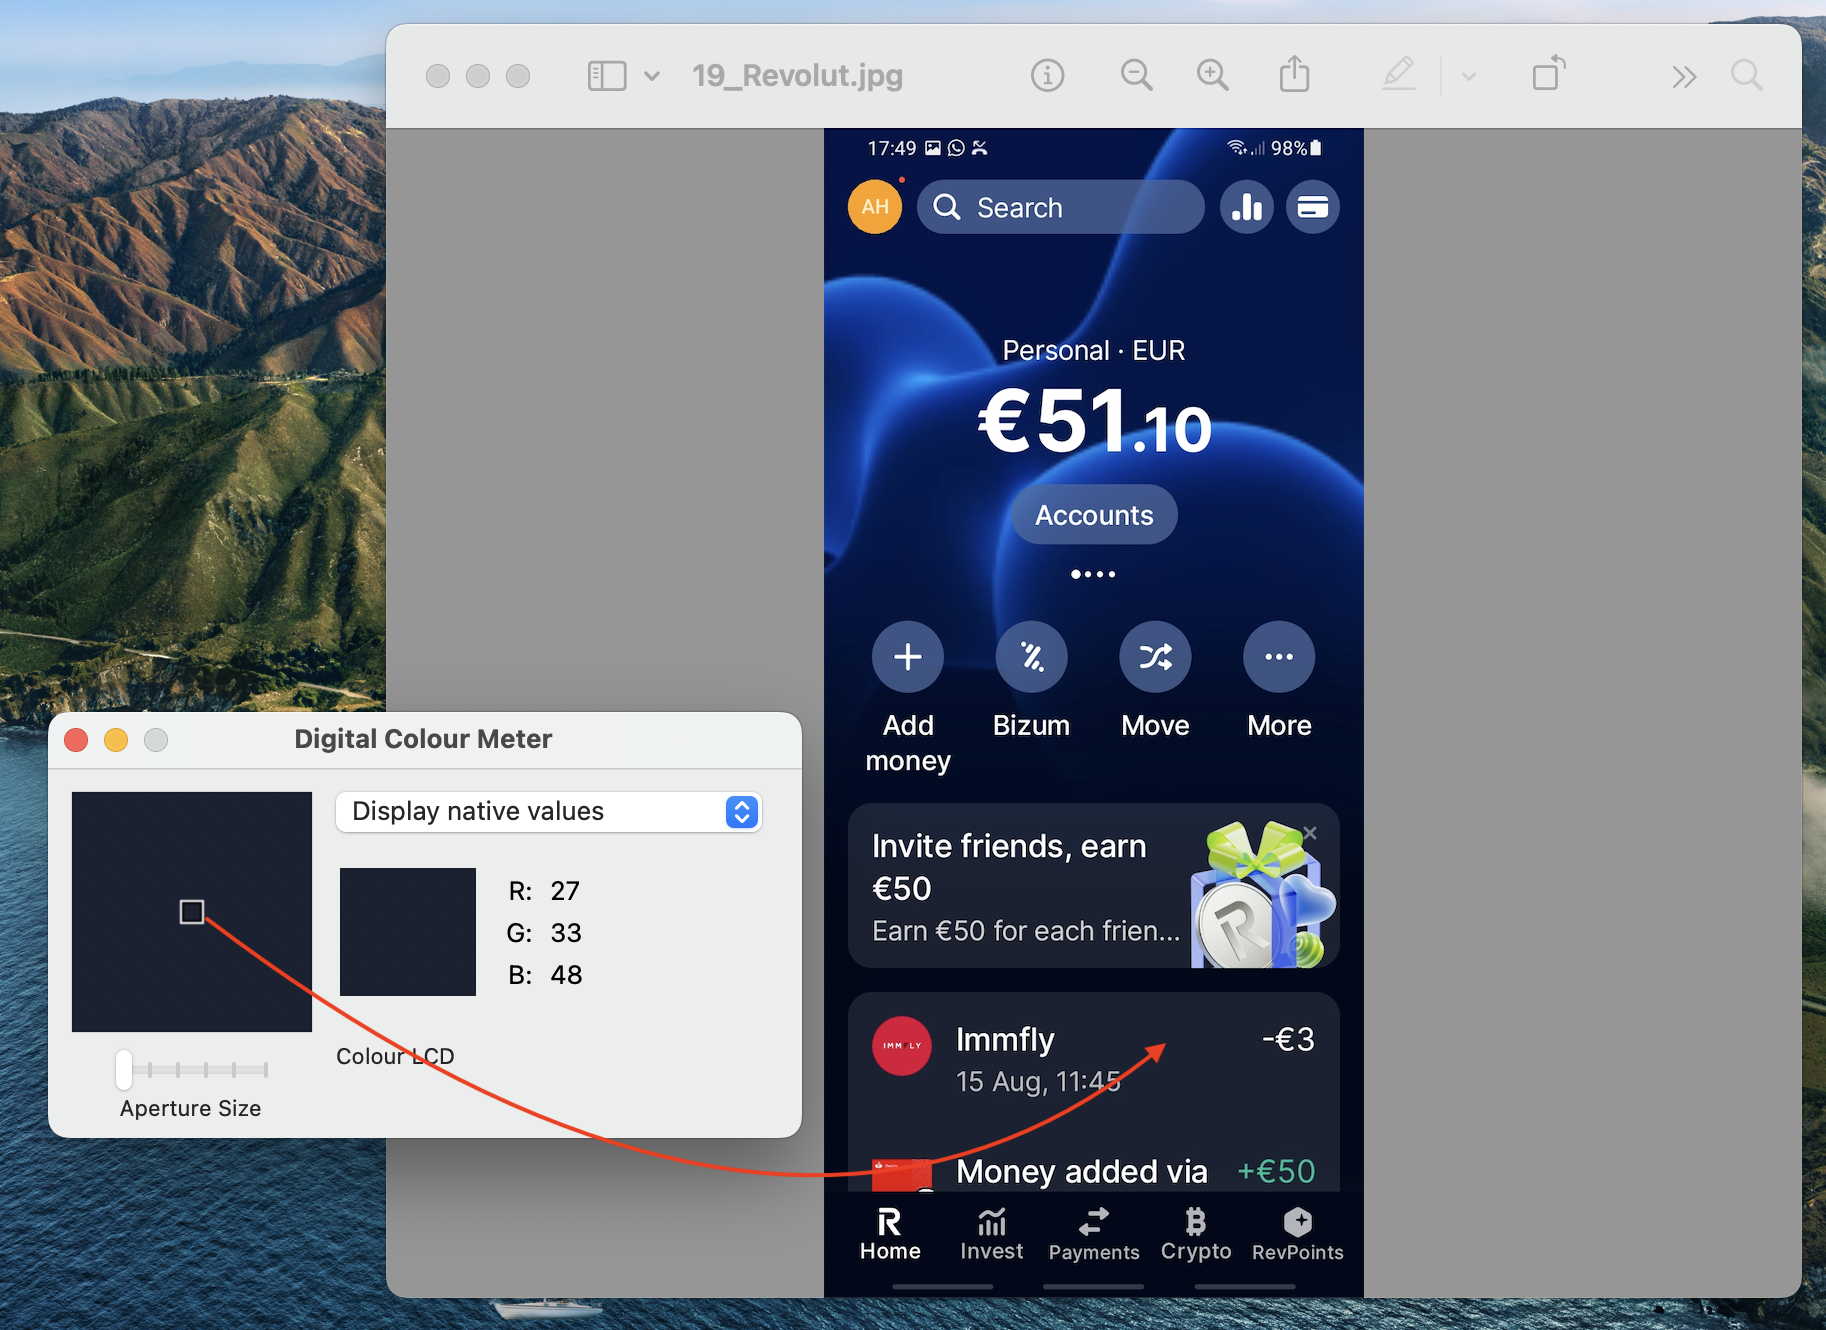 19_Revolut.jpg
17:49
98%
AH
Search
Personal · EUR
€51.10
Accounts
Add money
Bizum
Move
More
Invite friends, earn
€50
Earn €50 for each frien...
IMMFLY
Immfly
-€3
15 Aug, 11:45
Money added via
+€50
Home
Invest
Payments
Crypto
RevPoints
Digital Colour Meter
Display native values
R: 27
G: 33
B: 48
Colour LCD
Aperture Size